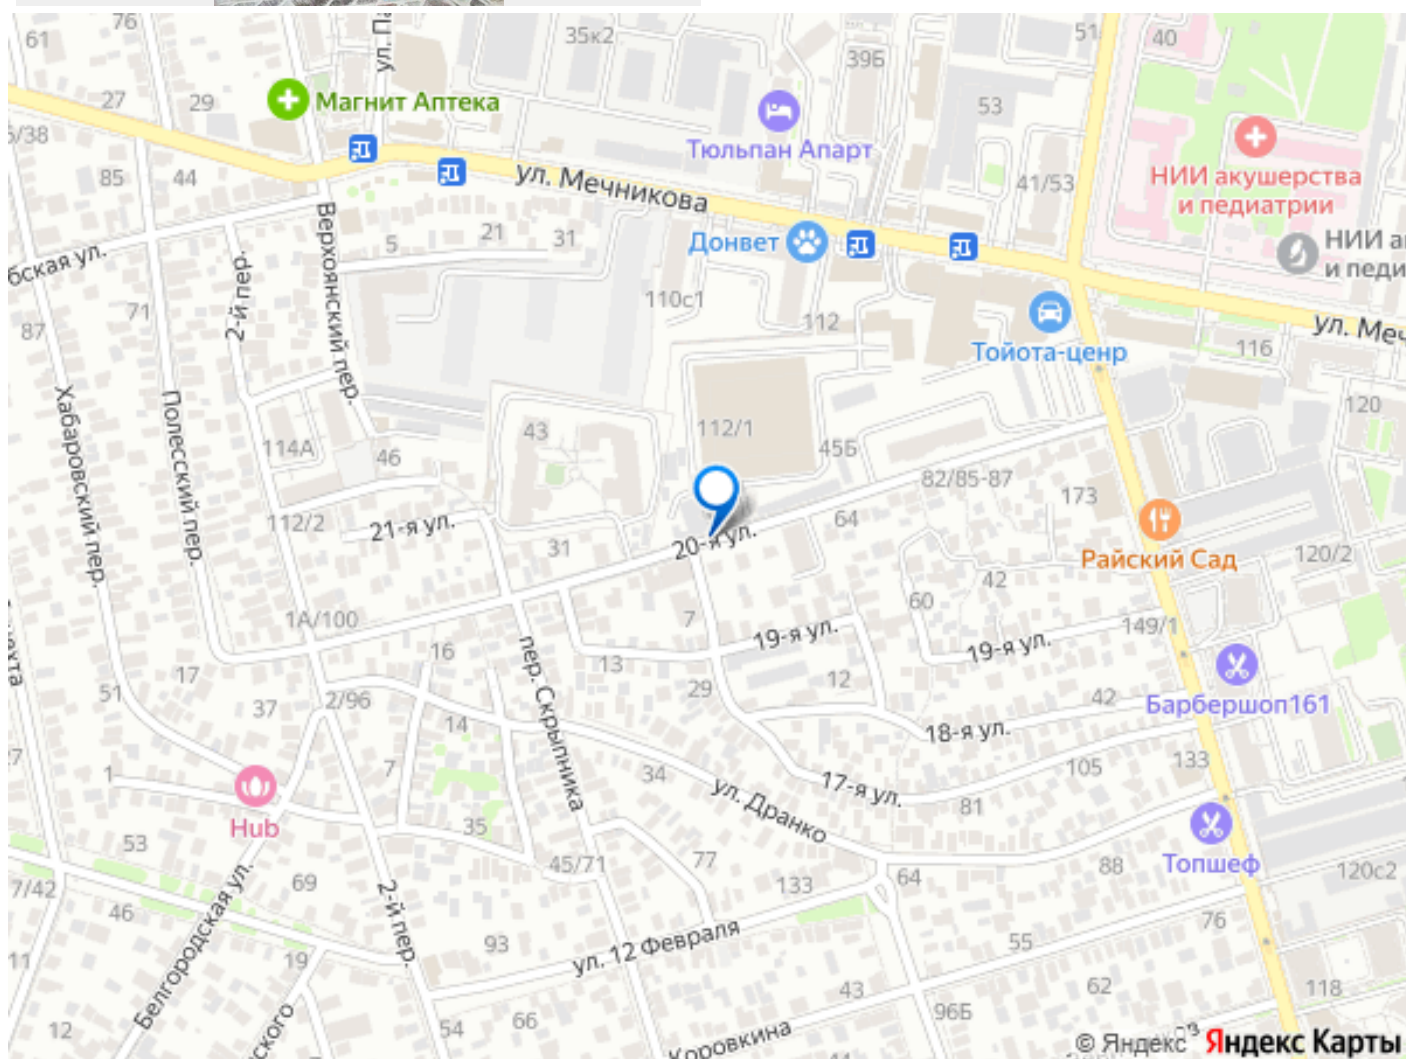 76
61
ул. Па
35к2
39Б
51
40
27
29
Магнит Аптека
53
Тюльпан Апарт
НИИ акушерства
и педиатрии
41/53
85
44
ул. Мечникова
Верхоянский пер.
5
21
31
Донвет
НИИ а
и педи
бская ул.
2-й пер.
110с1
112
71
87
Тойота-ценр
ул. Меч
116
120
Хабаровский пер.
Полесский пер.
114А
46
43
112/1
45Б
82/85-87
173
64
112/2
21-я ул.
31
20-я ул.
Райский Сад
120/2
42
60
7
1А/100
19-я ул.
19-я ул.
149/1
16
пер. Скрыпника
13
17
51
37
2/96
29
12
42
Барбершоп161
14
18-я ул.
7
1
34
ул. Дранко
17-я ул.
105
133
81
Hub
35
53
Топшеф
45/71
77
88
120с2
7/42
69
133
64
46
Белгородская ул.
2-й пер.
93
ул. 12 Февраля
55
76
19
11
62
43
118
12
54
66
96Б
Коровкина
© Яндекс
Яндекс Карты